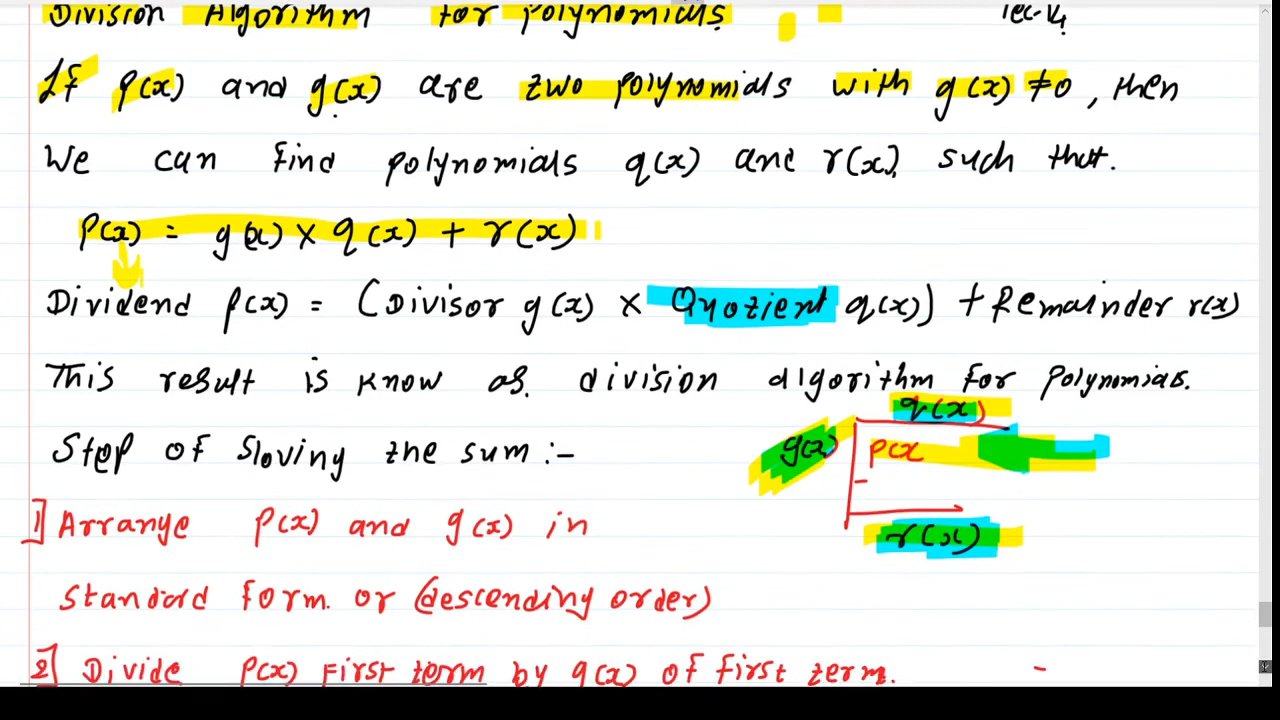 Division Algorithm for polynomials. lec-4
If p(x) and g(x) are two polynomials with g(x) ≠0, then
We can find polynomials q(x) and r(x), such that.
P(x) = g(x) × q(x) + r(x)
Dividend p(x) = (Divisor g(x) × Quotient q(x)) + Remainder r(x)
This result is know as. division algorithm for polynomials.
q(x)
Step of sloving the sum :-
g(x) p(x
1] Arrange p(x) and g(x) in
r(x)
standard form. or (descending order)
2] Divide p(x) first term by g(x) of first term.